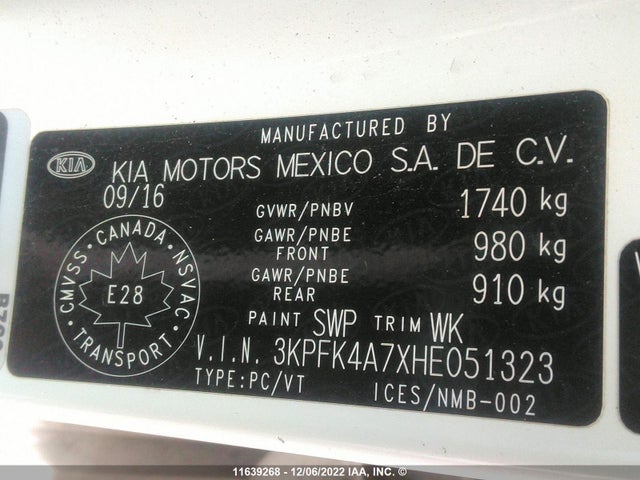 MANUFACTURED BY
KIA KIA MOTORS MEXICO S.A. DE C.V.
09/16
GVWR/PNBV 1740 kg
GAWR/PNBE FRONT 980 kg
GAWR/PNBE REAR 910 kg
CMVSS · CANADA · NSVAC · TRANSPORT ·
E28
PAINT SWP TRIM WK
V.I.N. 3KPFK4A7XHE051323
TYPE:PC/VT ICES/NMB-002
11639268 - 12/06/2022 IAA, INC. ©